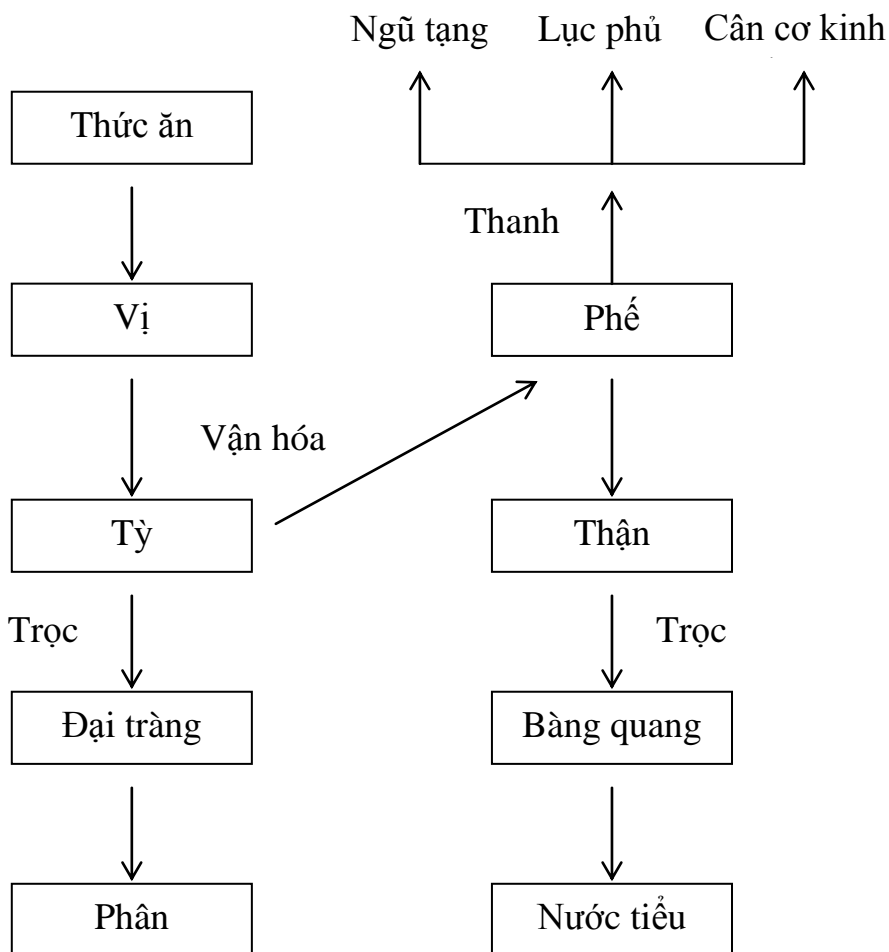 Ngũ tạng Lục phủ Cân cơ kinh
Thức ăn
Thanh
Vị Phế
Vận hóa
Tỳ Thận
Trọc Trọc
Đại tràng Bàng quang
Phân Nước tiểu